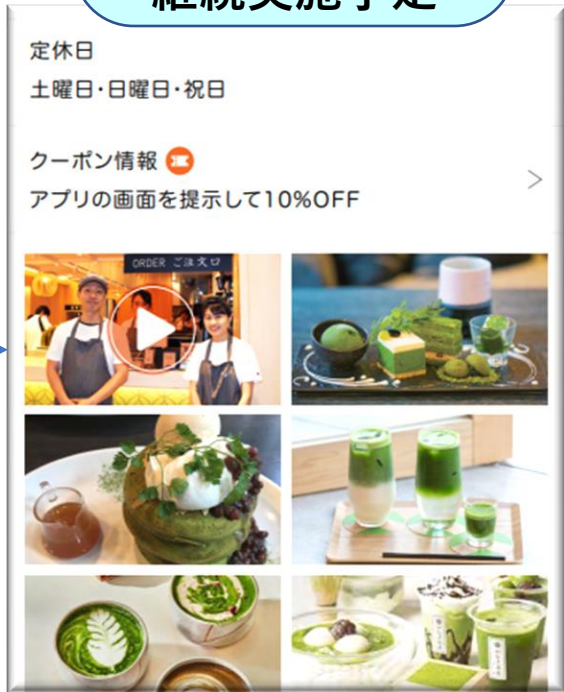 継続実施予定
定休日
土曜日・日曜日・祝日
クーポン情報
アプリの画面を提示して10%OFF
ORDER ご注文口